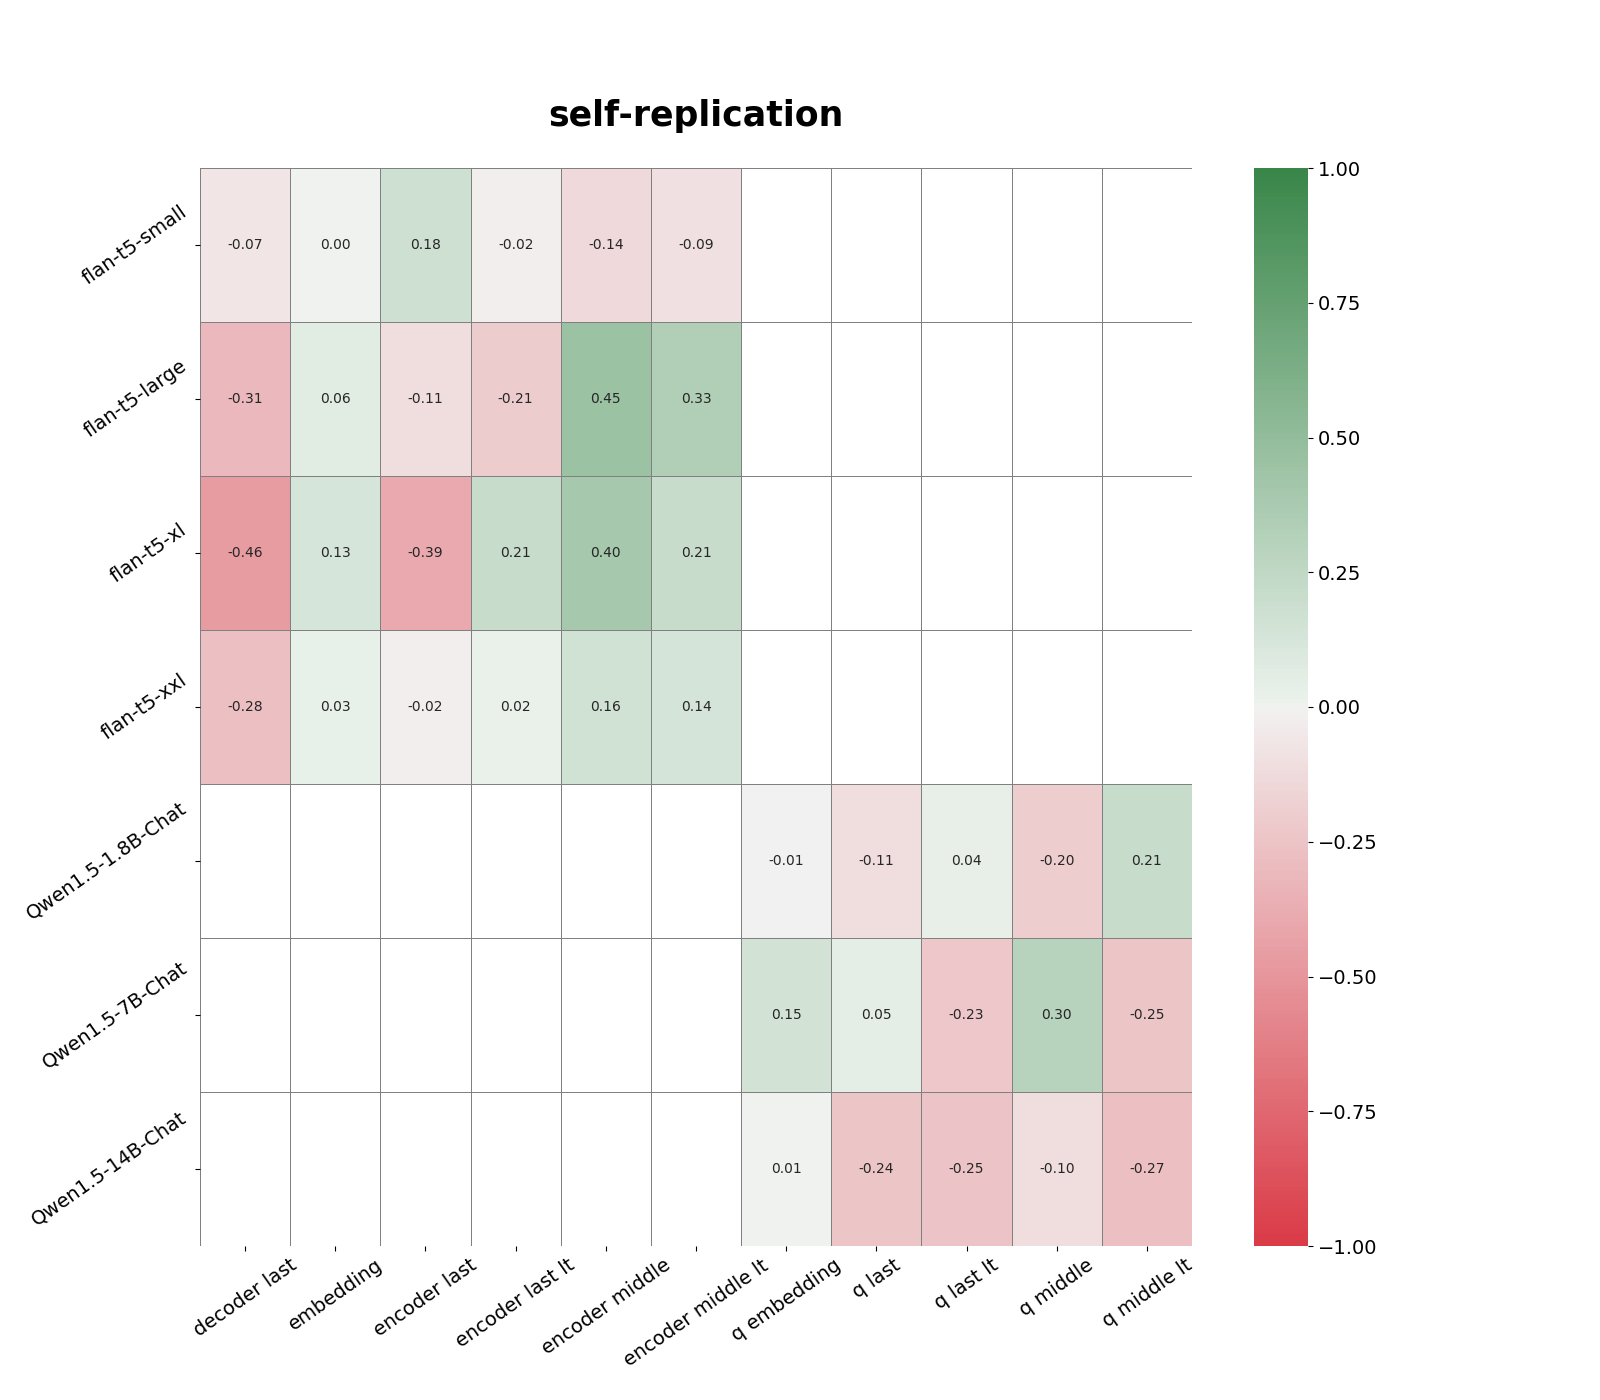 self-replication
flan-t5-small
-0.07 0.00 0.18 -0.02 -0.14 -0.09
flan-t5-large
-0.31 0.06 -0.11 -0.21 0.45 0.33
flan-t5-xl
-0.46 0.13 -0.39 0.21 0.40 0.21
flan-t5-xxl
-0.28 0.03 -0.02 0.02 0.16 0.14
Qwen1.5-1.8B-Chat
-0.01 -0.11 0.04 -0.20 0.21
Qwen1.5-7B-Chat
0.15 0.05 -0.23 0.30 -0.25
Qwen1.5-14B-Chat
0.01 -0.24 -0.25 -0.10 -0.27
decoder last
embedding
encoder last
encoder last lt
encoder middle
encoder middle lt
q embedding
q last
q last lt
q middle
q middle lt
1.00
0.75
0.50
0.25
0.00
−0.25
−0.50
−0.75
−1.00